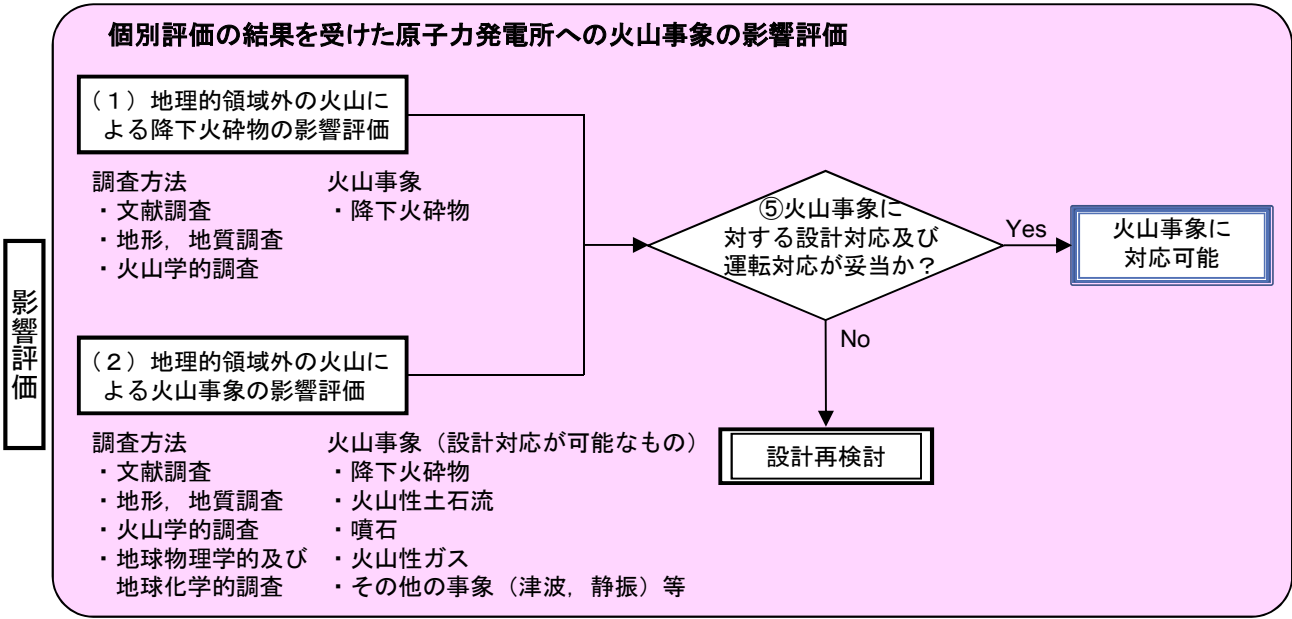 個別評価の結果を受けた原子力発電所への火山事象の影響評価
影響評価
(1)地理的領域外の火山に
よる降下火砕物の影響評価
調査方法
・文献調査
・地形,地質調査
・火山学的調査
火山事象
・降下火砕物
(2)地理的領域外の火山に
よる火山事象の影響評価
調査方法
・文献調査
・地形,地質調査
・火山学的調査
・地球物理学的及び
地球化学的調査
火山事象(設計対応が可能なもの)
・降下火砕物
・火山性土石流
・噴石
・火山性ガス
・その他の事象(津波,静振)等
⑤火山事象に
対する設計対応及び
運転対応が妥当か?
Yes
火山事象に
対応可能
No
設計再検討